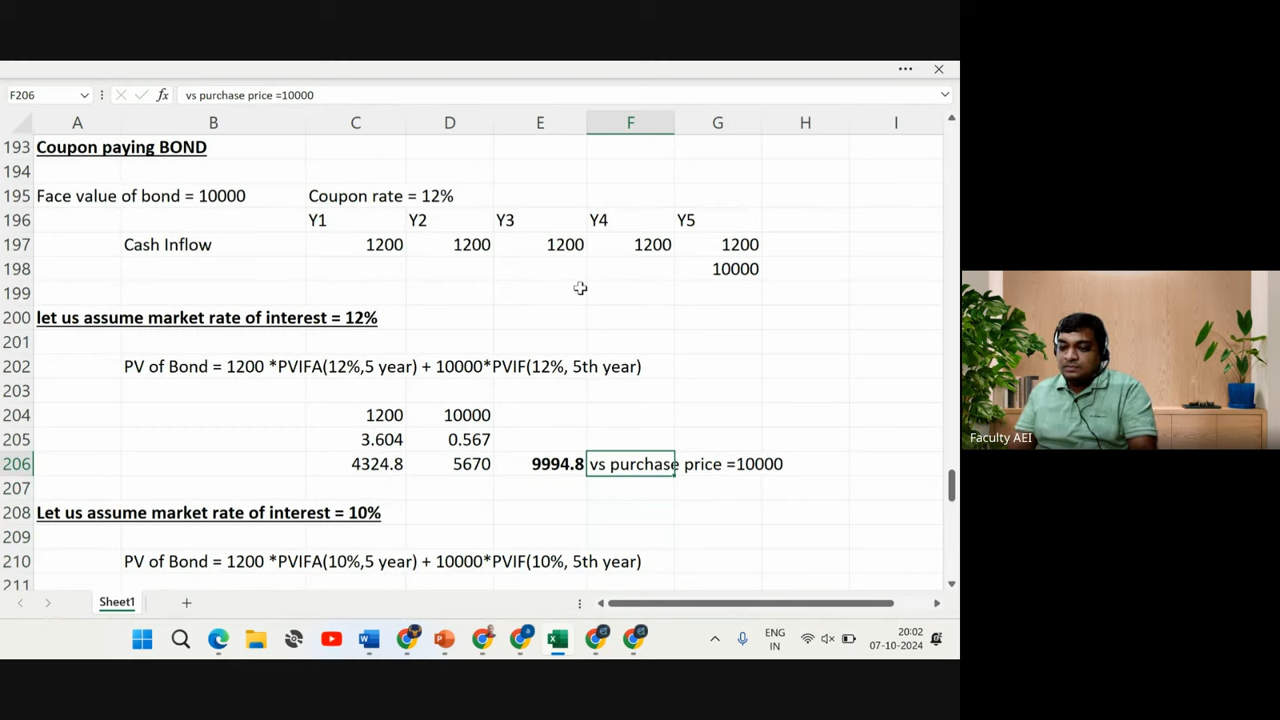 F206 fx vs purchase price =10000
A B C D E F G H I
193 Coupon paying BOND
194
195 Face value of bond = 10000 Coupon rate = 12%
196 Y1 Y2 Y3 Y4 Y5
197 Cash Inflow 1200 1200 1200 1200 1200
198 10000
199
200 let us assume market rate of interest = 12%
201
202 PV of Bond = 1200 *PVIFA(12%,5 year) + 10000*PVIF(12%, 5th year)
203
204 1200 10000
205 3.604 0.567
206 4324.8 5670 9994.8 vs purchase price =10000
207
208 Let us assume market rate of interest = 10%
209
210 PV of Bond = 1200 *PVIFA(10%,5 year) + 10000*PVIF(10%, 5th year)
211
Sheet1
ENG
IN
20:02
07-10-2024
Faculty AEI